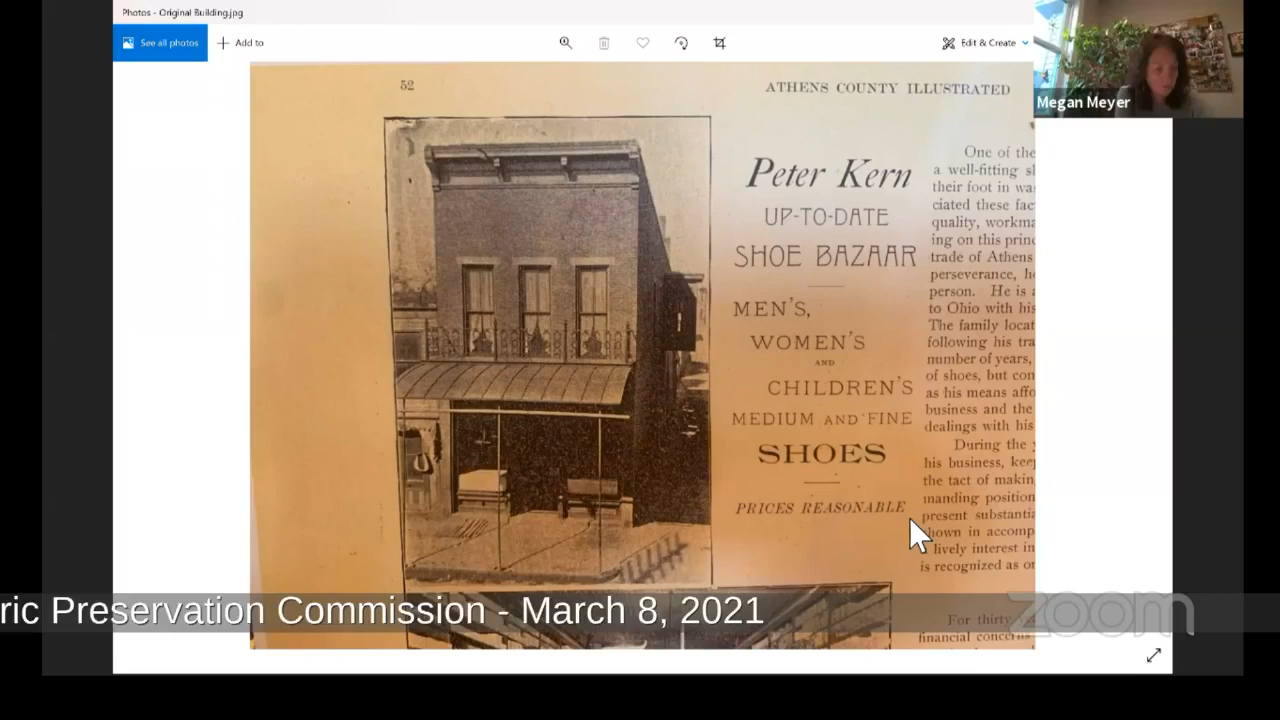 Photos - Original Building.jpg
See all photos
Add to
Edit & Create
Megan Meyer
52
ATHENS COUNTY ILLUSTRATED
Peter Kern
UP-TO-DATE
SHOE BAZAAR
MEN'S,
WOMEN'S
AND
CHILDREN'S
MEDIUM AND FINE
SHOES
PRICES REASONABLE
One of the
a well-fitting
their foot in
quality,
ing on this
trade of Athens
perseverance,
person. He is
to Ohio with his
The family
following his
number of years,
of shoes, but
as his means
business and the
dealings with his
During the
his business,
the tact of
manding position
present
in
lively interest in
is recognized as
For thirty
financial
ric Preservation Commission - March 8, 2021
zoom